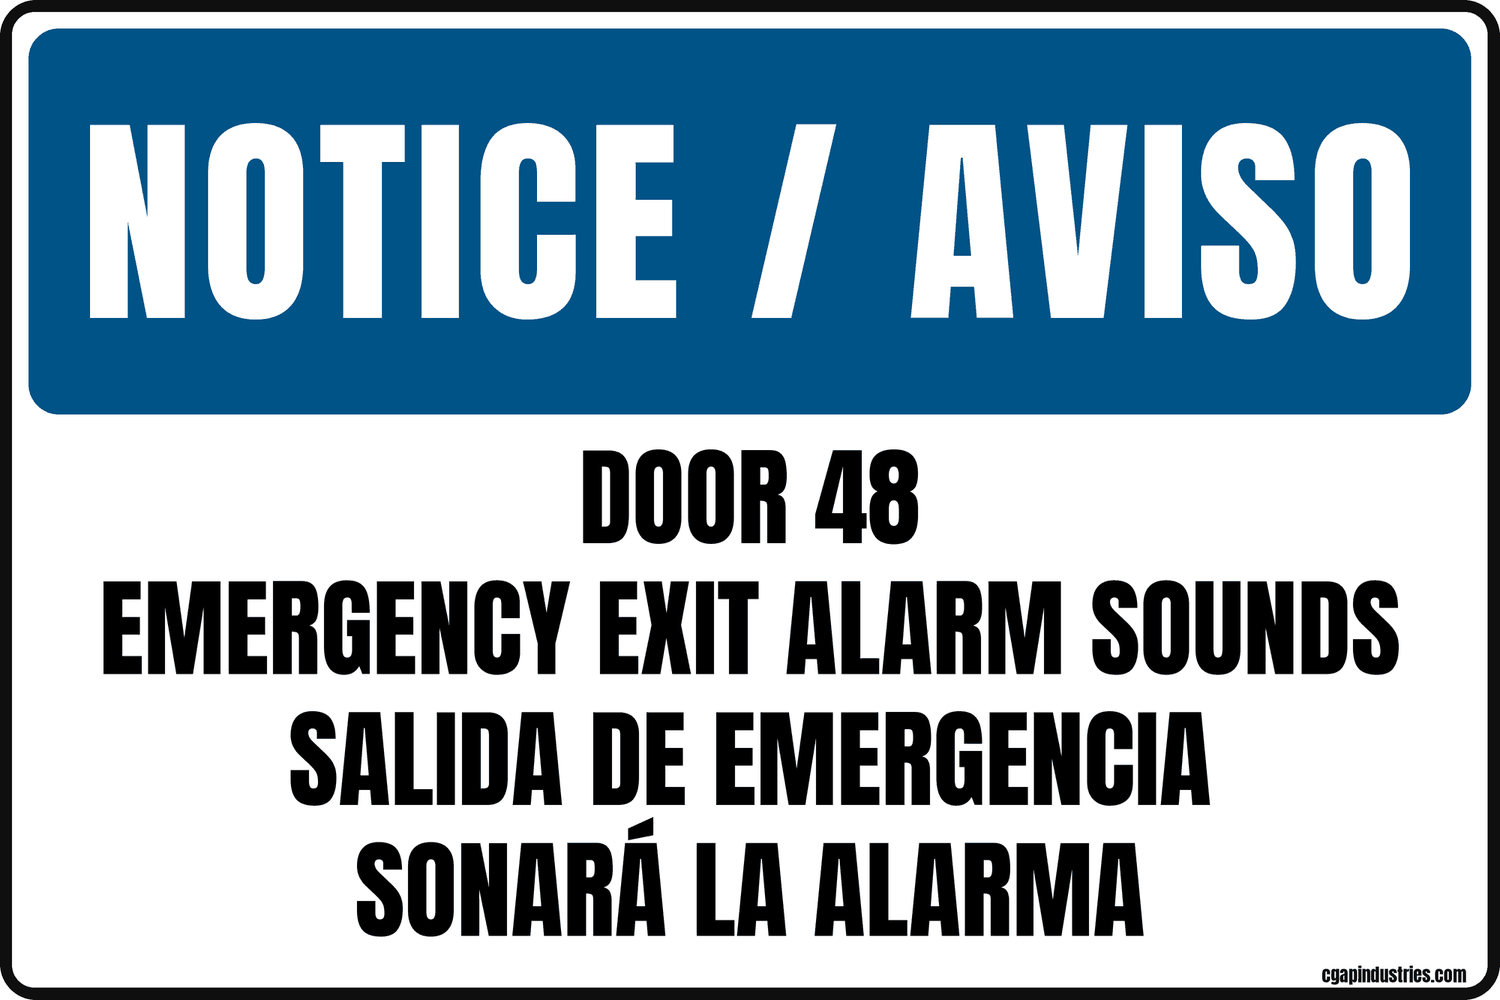 NOTICE / AVISO
DOOR 48
EMERGENCY EXIT ALARM SOUNDS
SALIDA DE EMERGENCIA
SONARÁ LA ALARMA
cgapindustries.com